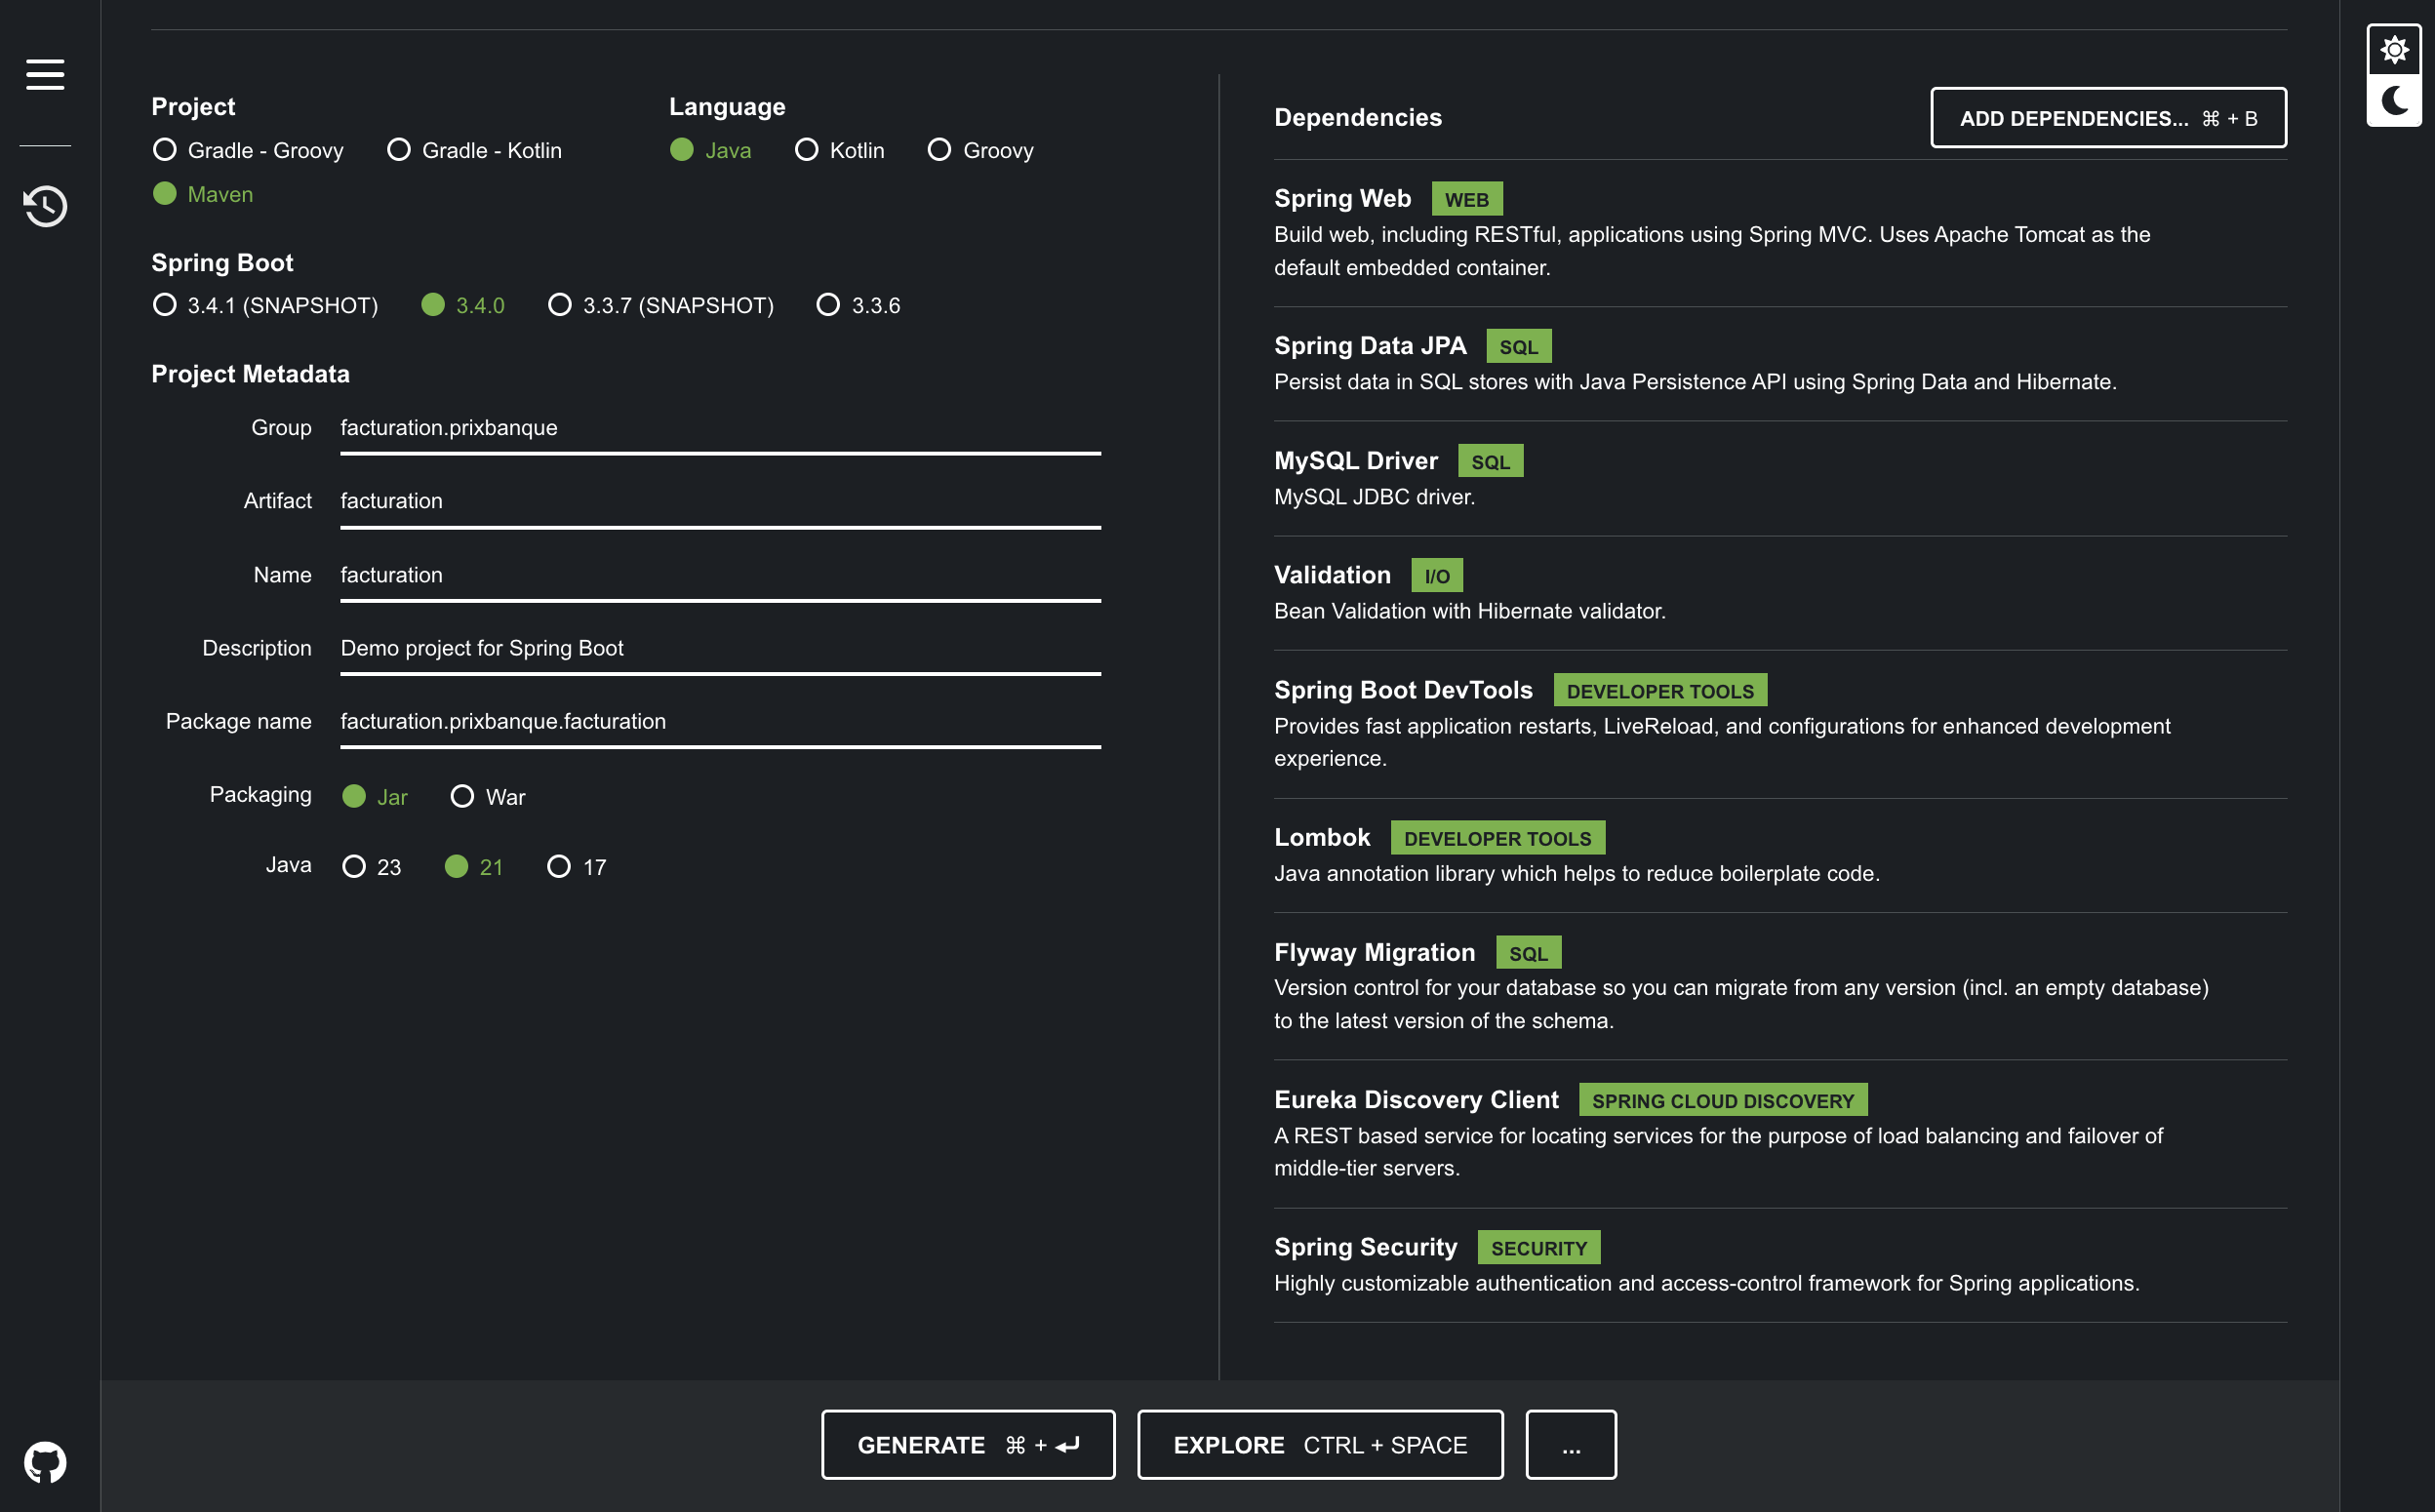 Project
Gradle - Groovy
Gradle - Kotlin
Maven
Language
Java
Kotlin
Groovy
Spring Boot
3.4.1 (SNAPSHOT)
3.4.0
3.3.7 (SNAPSHOT)
3.3.6
Project Metadata
Group facturation.prixbanque
Artifact facturation
Name facturation
Description Demo project for Spring Boot
Package name facturation.prixbanque.facturation
Packaging Jar War
Java 23 21 17
Dependencies
ADD DEPENDENCIES... ⌘ + B
Spring Web WEB
Build web, including RESTful, applications using Spring MVC. Uses Apache Tomcat as the
default embedded container.
Spring Data JPA SQL
Persist data in SQL stores with Java Persistence API using Spring Data and Hibernate.
MySQL Driver SQL
MySQL JDBC driver.
Validation I/O
Bean Validation with Hibernate validator.
Spring Boot DevTools DEVELOPER TOOLS
Provides fast application restarts, LiveReload, and configurations for enhanced development
experience.
Lombok DEVELOPER TOOLS
Java annotation library which helps to reduce boilerplate code.
Flyway Migration SQL
Version control for your database so you can migrate from any version (incl. an empty database)
to the latest version of the schema.
Eureka Discovery Client SPRING CLOUD DISCOVERY
A REST based service for locating services for the purpose of load balancing and failover of
middle-tier servers.
Spring Security SECURITY
Highly customizable authentication and access-control framework for Spring applications.
GENERATE ⌘ + ⏎
EXPLORE CTRL + SPACE
...